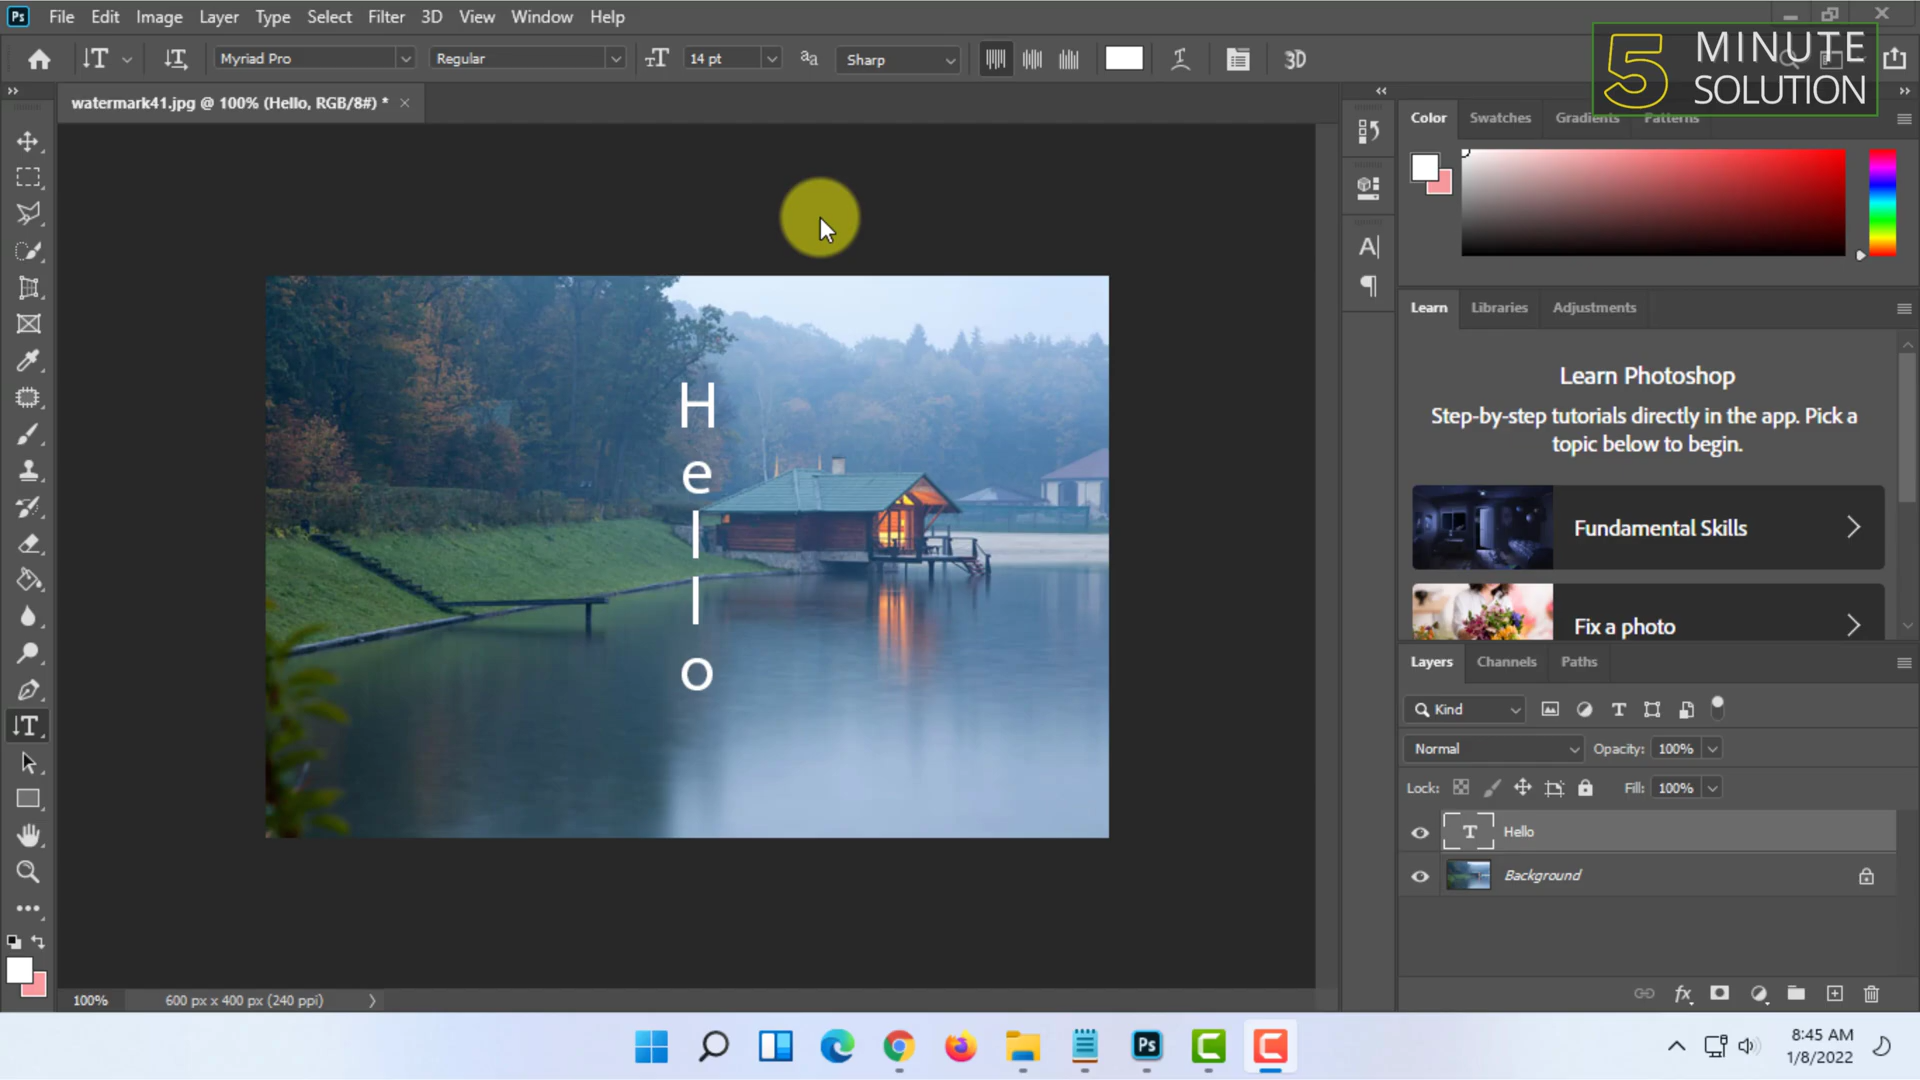 Ps File Edit Image Layer Type Select Filter 3D View Window Help
Myriad Pro Regular 14 pt aa Sharp 3D
5 MINUTE
SOLUTION
watermark41.jpg @ 100% (Hello, RGB/8#) *
Color Swatches Gradients Patterns
Learn Libraries Adjustments
Learn Photoshop
Step-by-step tutorials directly in the app. Pick a
topic below to begin.
Fundamental Skills
Fix a photo
H
e
l
l
o
Layers Channels Paths
Kind
Normal Opacity: 100%
Lock: Fill: 100%
T Hello
Background
fx
100% 600 px x 400 px (240 ppi)
Ps
8:45 AM
1/8/2022